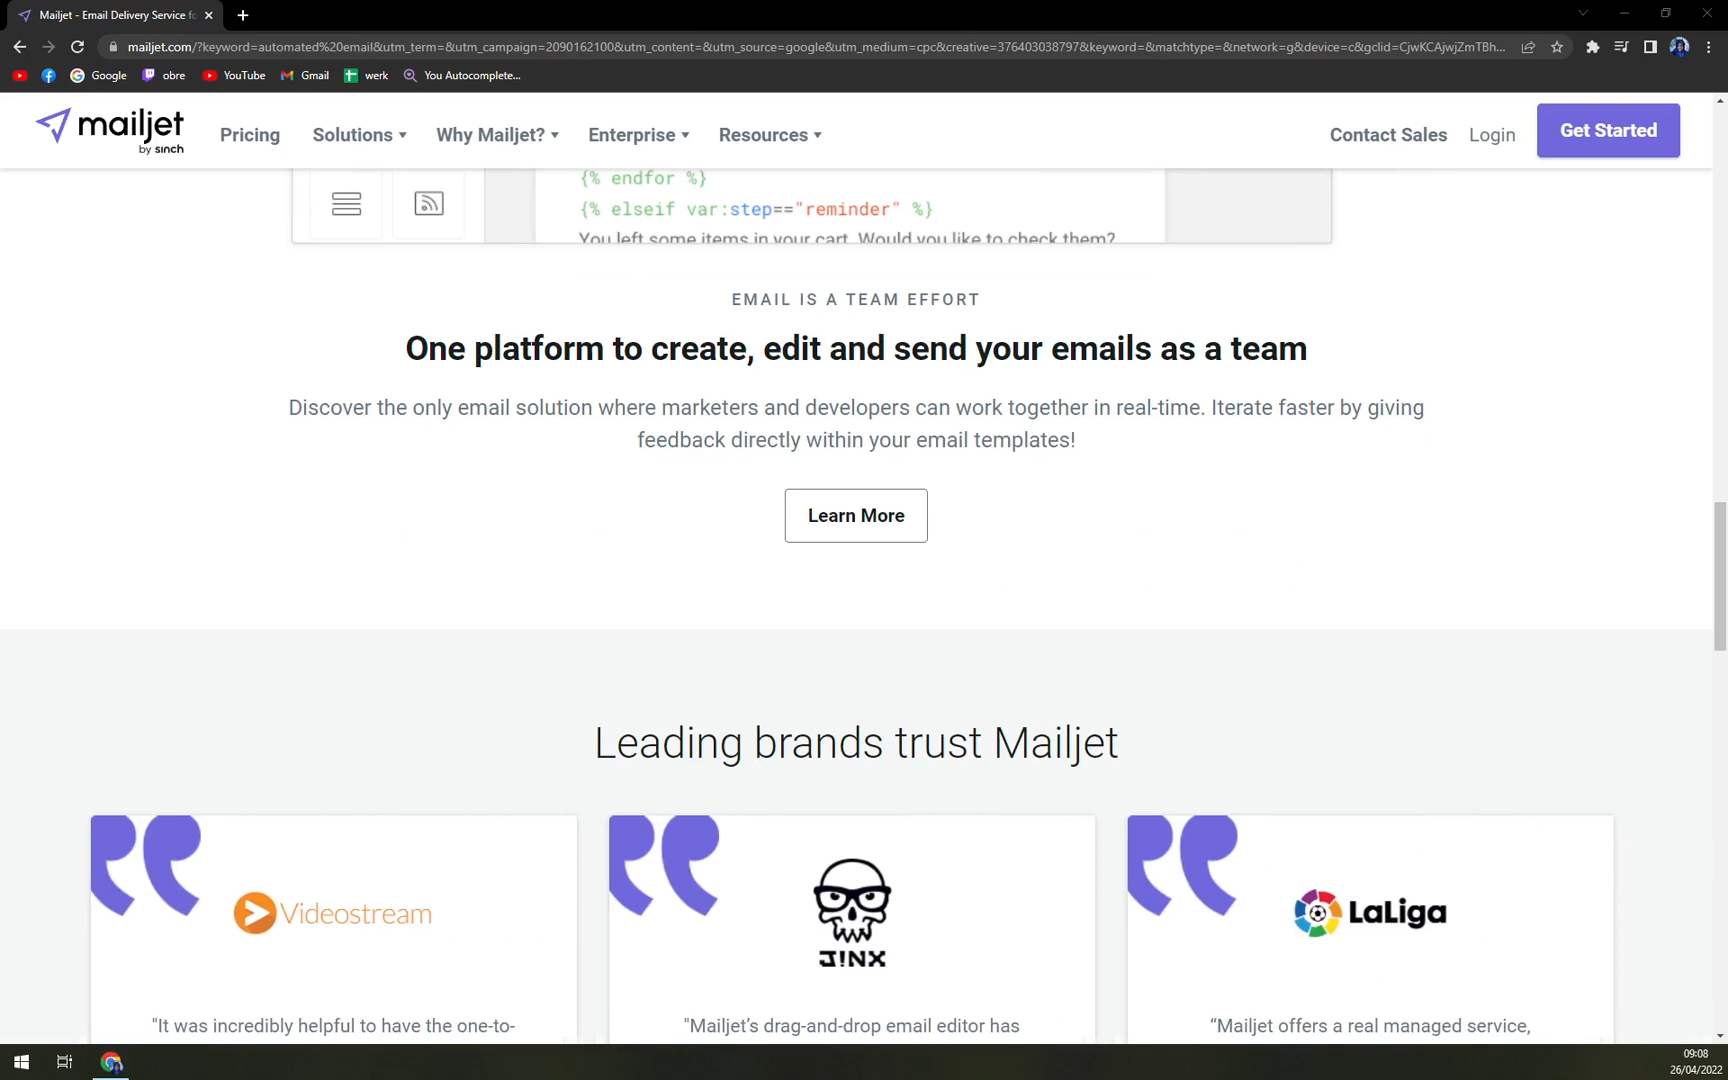 Mailjet - Email Delivery Service fo
mailjet.com/?keyword=automated%20email&utm_term=&utm_campaign=2090162100&utm_content=&utm_source=google&utm_medium=cpc&creative=376403038797&keyword=&matchtype=&network=g&device=c&gclid=CjwKCAjwjZmTBh...
Google obre YouTube Gmail werk You Autocomplete...
mailjet
by sinch
Pricing Solutions Why Mailjet? Enterprise Resources Contact Sales Login Get Started
{% endfor %}
{% elseif var:step=="reminder" %}
You left some items in your cart. Would you like to check them?
EMAIL IS A TEAM EFFORT
One platform to create, edit and send your emails as a team
Discover the only email solution where marketers and developers can work together in real-time. Iterate faster by giving
feedback directly within your email templates!
Learn More
Leading brands trust Mailjet
Videostream
J!NX
LaLiga
"It was incredibly helpful to have the one-to-
"Mailjet’s drag-and-drop email editor has
“Mailjet offers a real managed service,
09:08
26/04/2022